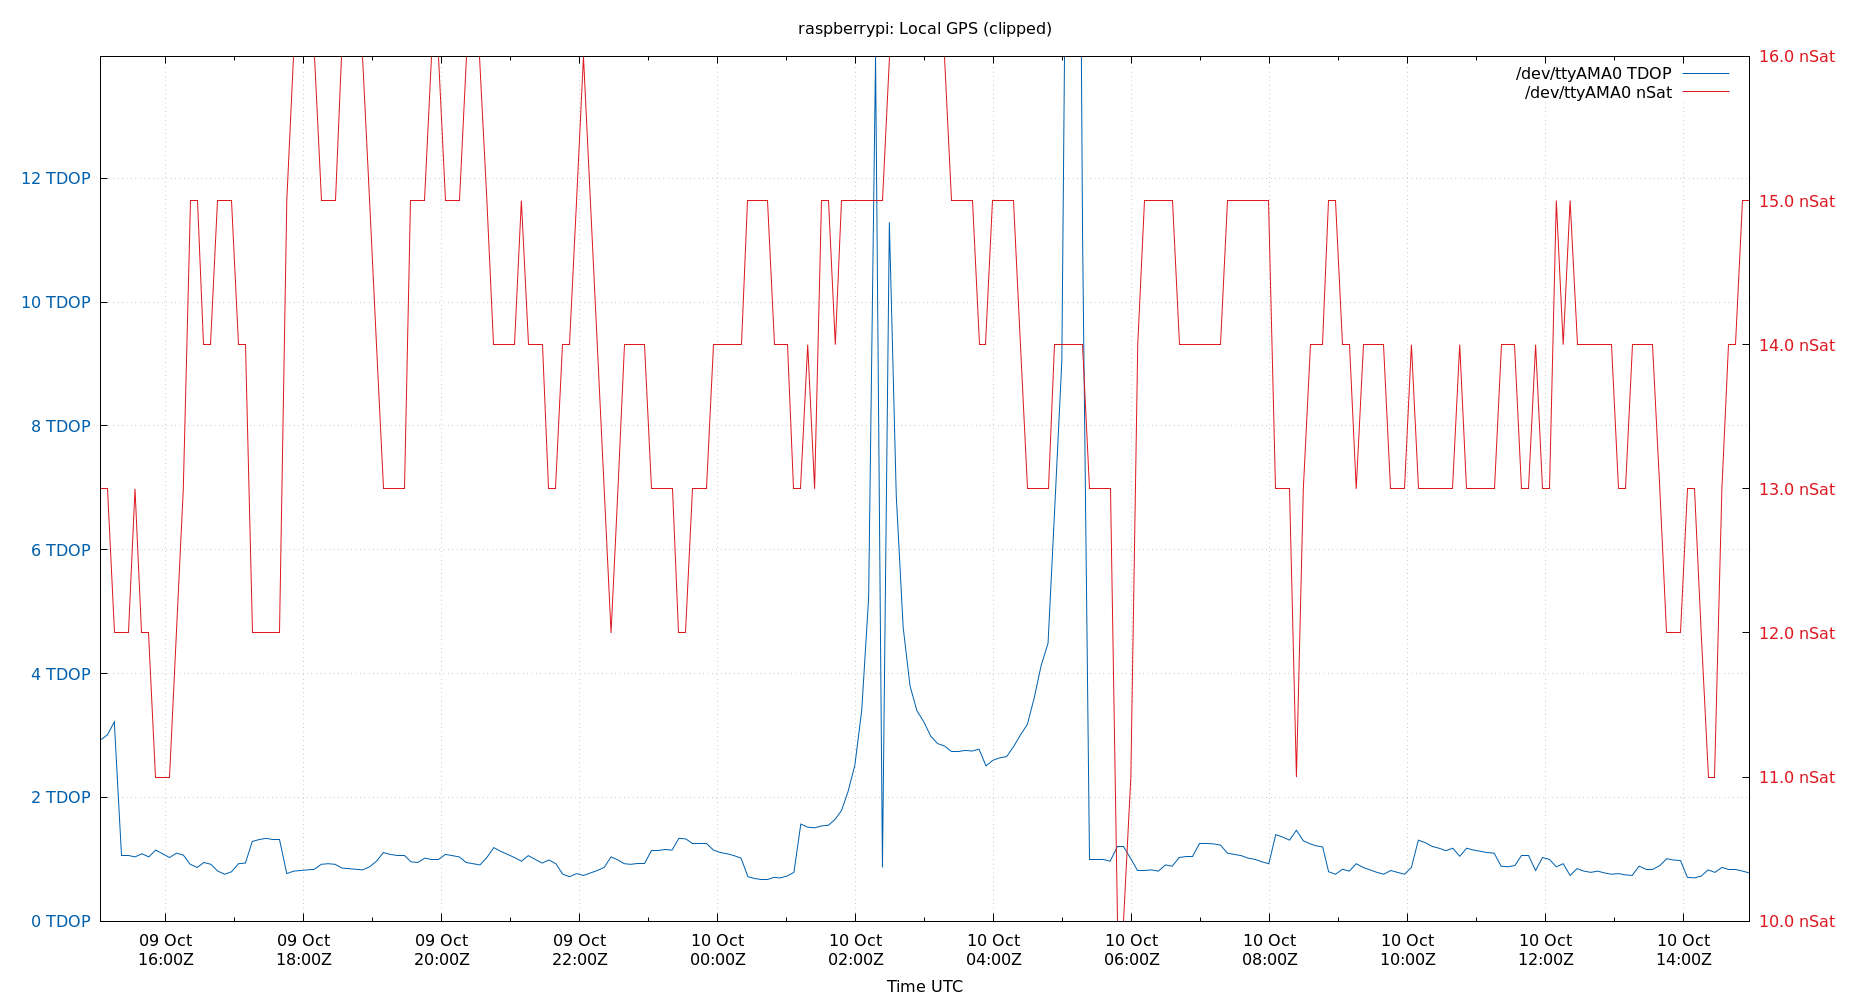 raspberrypi: Local GPS (clipped)
/dev/ttyAMA0 TDOP
/dev/ttyAMA0 nSat
12 TDOP
10 TDOP
8 TDOP
6 TDOP
4 TDOP
2 TDOP
0 TDOP
16.0 nSat
15.0 nSat
14.0 nSat
13.0 nSat
12.0 nSat
11.0 nSat
10.0 nSat
09 Oct
16:00Z
09 Oct
18:00Z
09 Oct
20:00Z
09 Oct
22:00Z
10 Oct
00:00Z
10 Oct
02:00Z
10 Oct
04:00Z
10 Oct
06:00Z
10 Oct
08:00Z
10 Oct
10:00Z
10 Oct
12:00Z
10 Oct
14:00Z
Time UTC